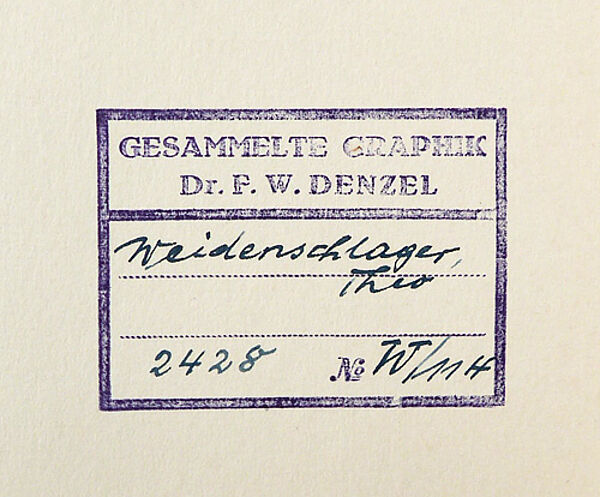 GESAMMELTE GRAPHIK
Dr. F. W. DENZEL
Weidenschlager,
Theo
2428 № W/114